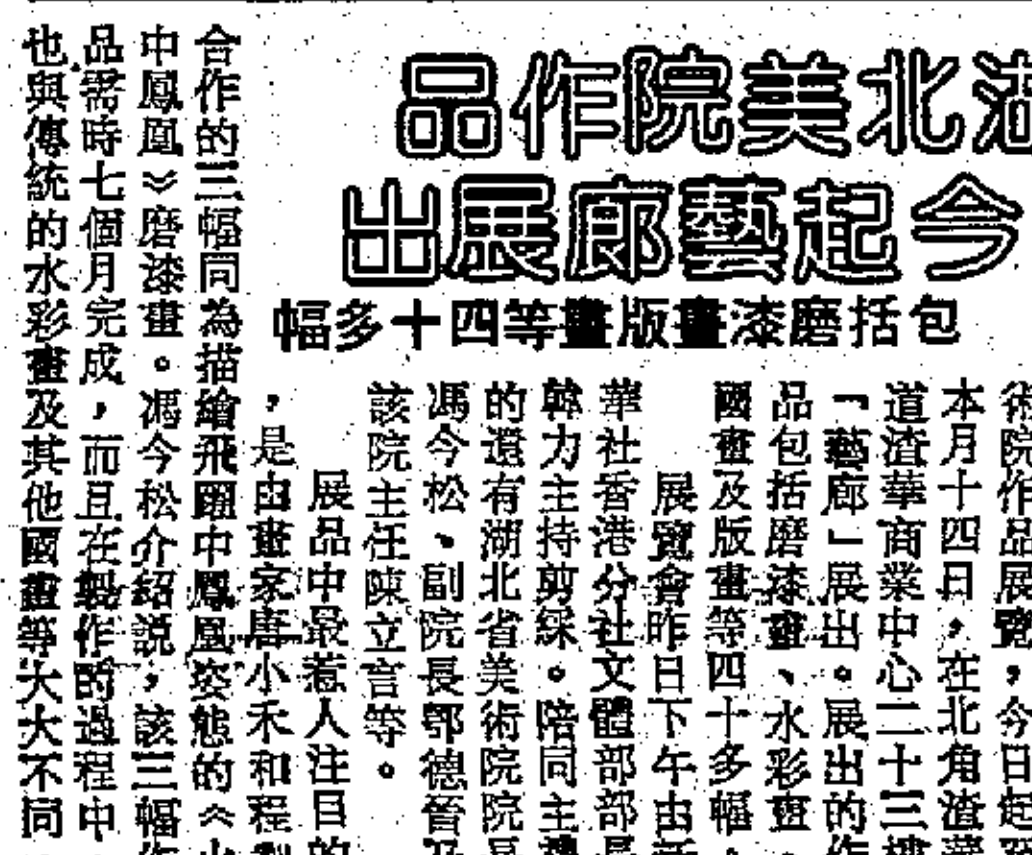 湖北美院作品
今起藝廊展出
包括磨漆畫版畫等四十多幅
術院作品展覽，今日起
本月十四日，在北角渣華
道渣華商業中心二十三樓
「藝廊」展出。展出的作
品包括磨漆畫、水彩畫、
國畫及版畫等四十多幅。
展覽會昨日下午由新
華社香港分社文體部部長
韓力主持剪綵。陪同主禮
的還有湖北省美術院院長
馮今松、副院長鄂德晉及
該院主任陳立言等。
展品中最惹人注目的
，是由畫家唐小禾和程
合作的三幅同為描繪飛翺中鳳凰姿態的《火
中鳳凰》磨漆畫。馮今松介紹説，該三幅作
品需時七個月完成，而且在製作的過程中
也與傳統的水彩畫及其他國畫等大大不同